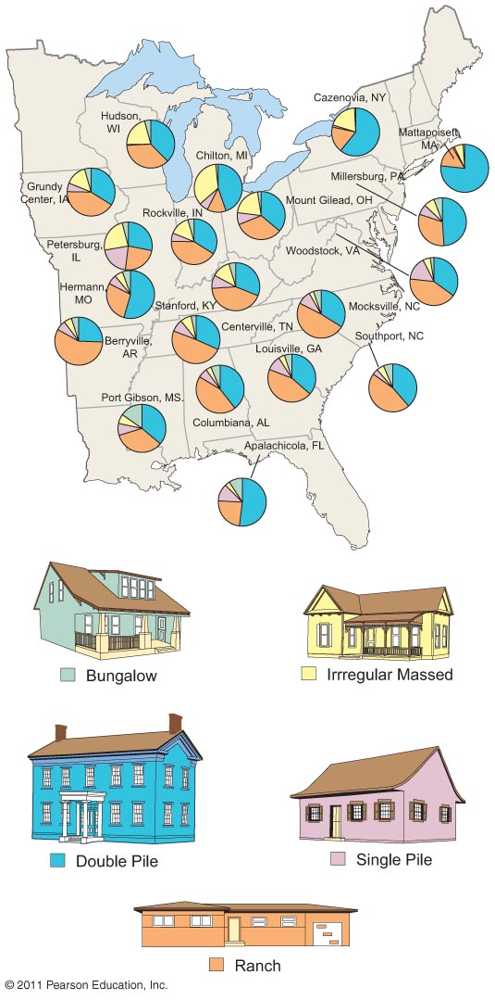 Cazenovia, NY
Hudson,
WI
Mattapoisett,
MA
Chilton, MI
Millersburg, PA
Grundy
Center, IA
Mount Gilead, OH
Rockville, IN
Petersburg,
IL
Woodstock, VA
Hermann,
MO
Stanford, KY
Mocksville, NC
Centerville, TN
Southport, NC
Berryville,
AR
Louisville, GA
Port Gibson, MS.
Columbiana, AL
Apalachicola, FL
Bungalow
Irrregular Massed
Double Pile
Single Pile
Ranch
© 2011 Pearson Education, Inc.